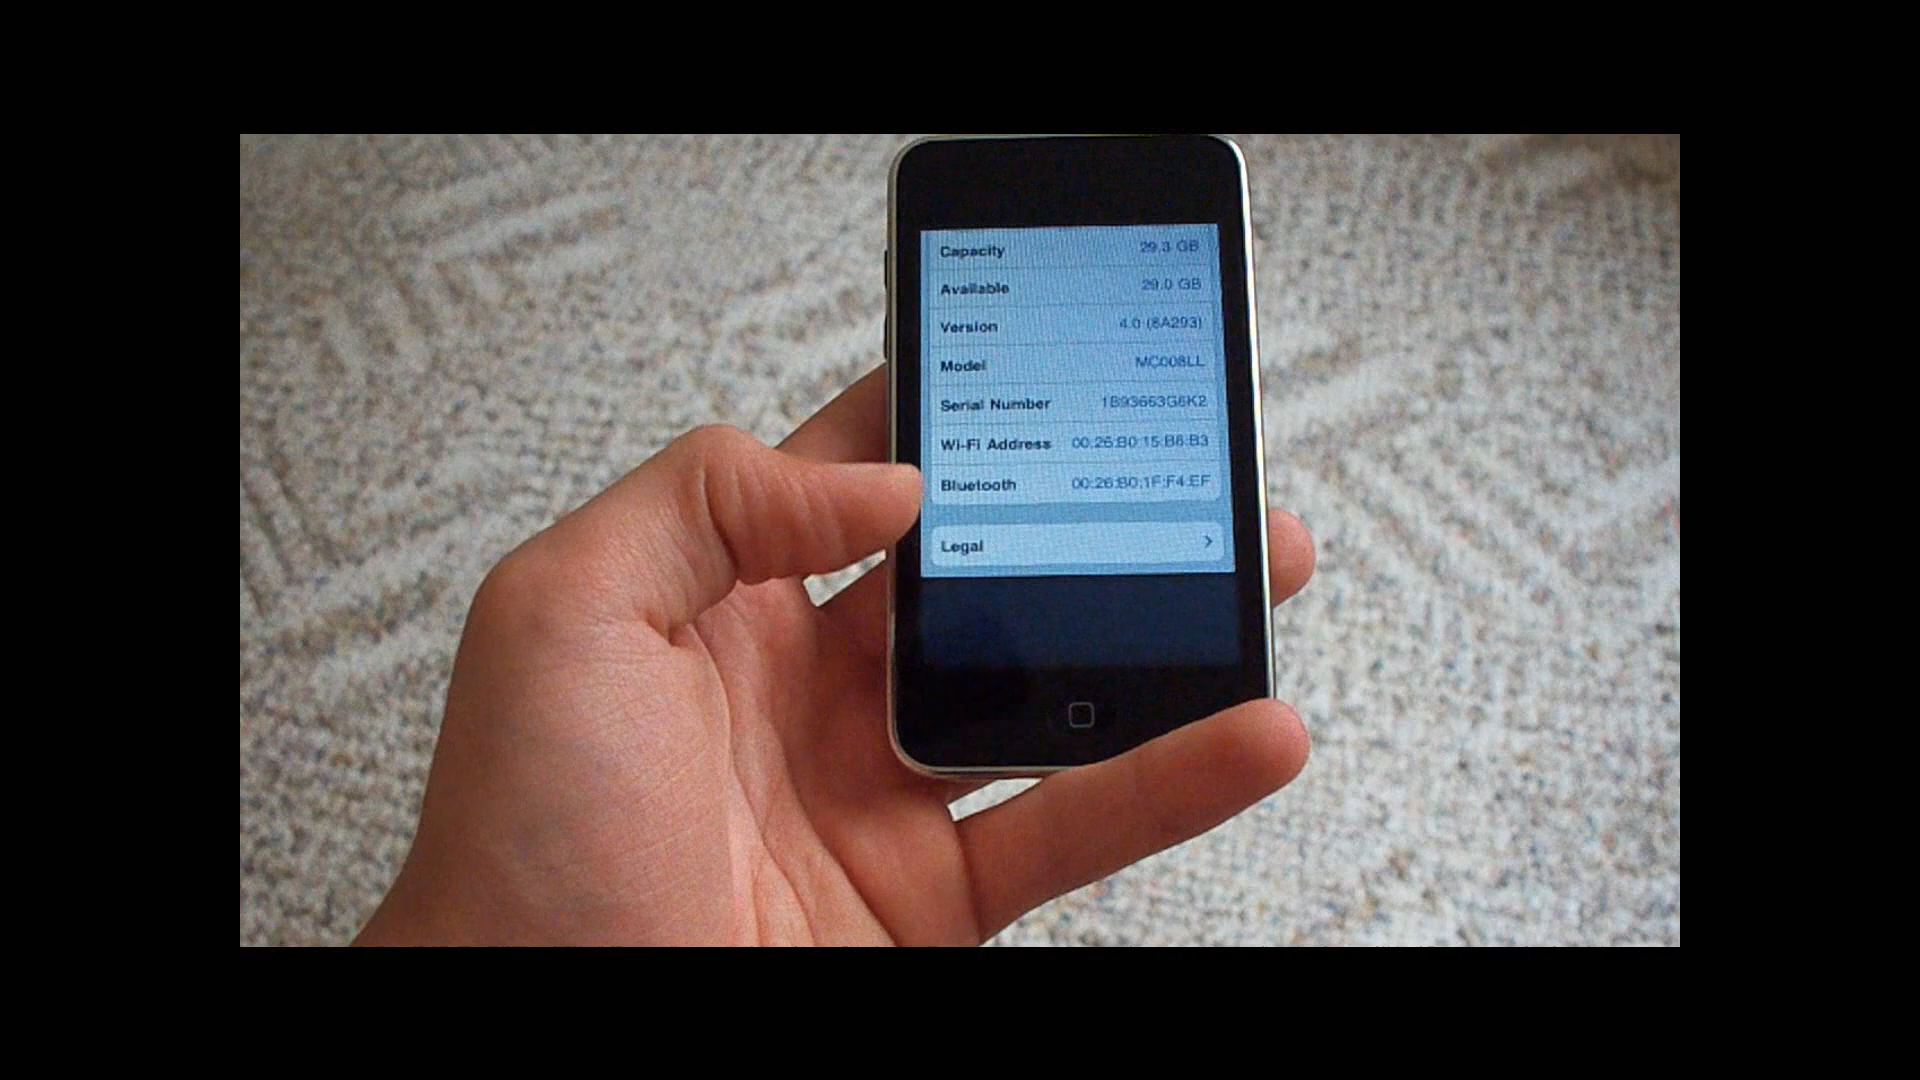 Capacity 29.3 GB
Available 29.0 GB
Version 4.0 (8A293)
Model MC008LL
Serial Number 1B93663G6K2
Wi-Fi Address 00:26:B0:15:B8:B3
Bluetooth 00:26:B0:1F:F4:EF
Legal